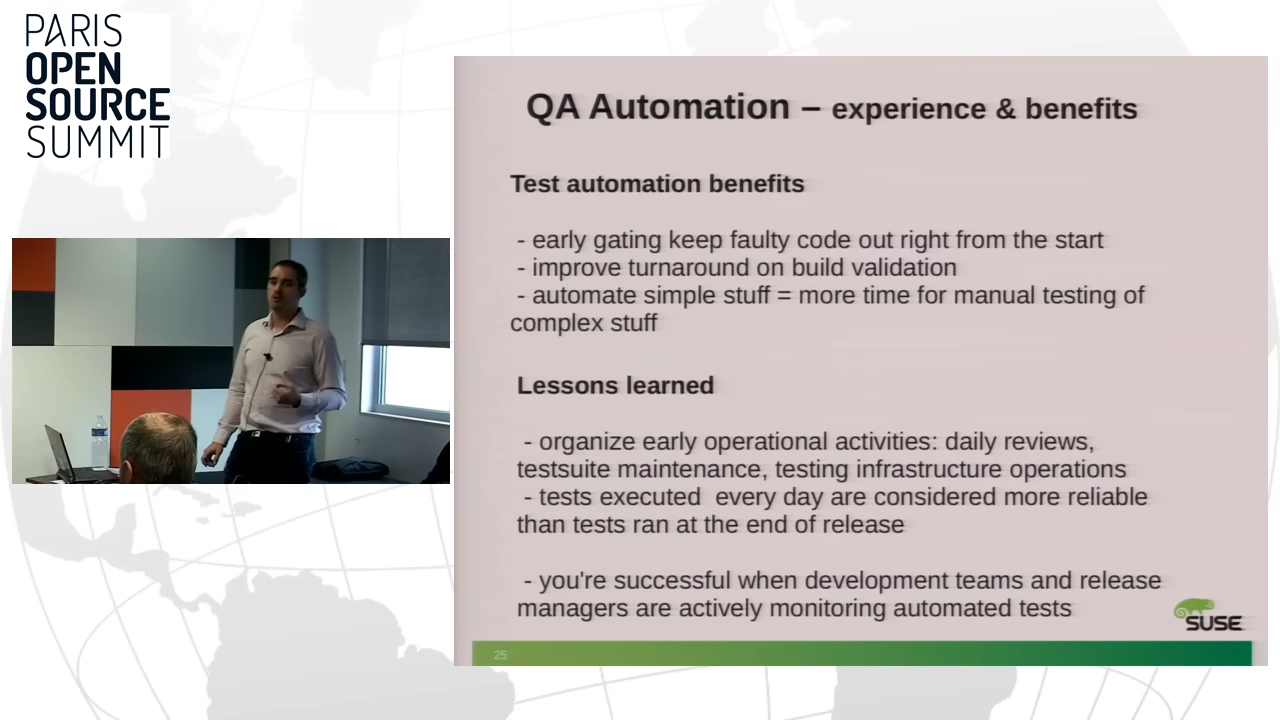 PARIS
OPEN
SOURCE
SUMMIT
QA Automation – experience & benefits
Test automation benefits
- early gating keep faulty code out right from the start
- improve turnaround on build validation
- automate simple stuff = more time for manual testing of
complex stuff
Lessons learned
- organize early operational activities: daily reviews,
testsuite maintenance, testing infrastructure operations
- tests executed  every day are considered more reliable
than tests ran at the end of release
- you're successful when development teams and release
managers are actively monitoring automated tests
SUSE
25